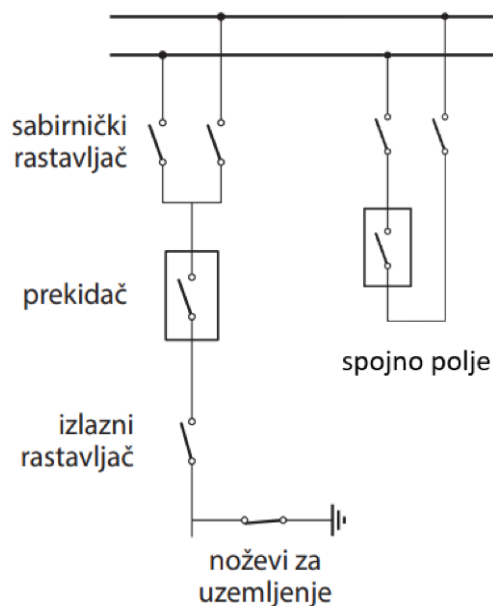 sabirnički
rastavljač
prekidač
spojno polje
izlazni
rastavljač
noževi za
uzemljenje